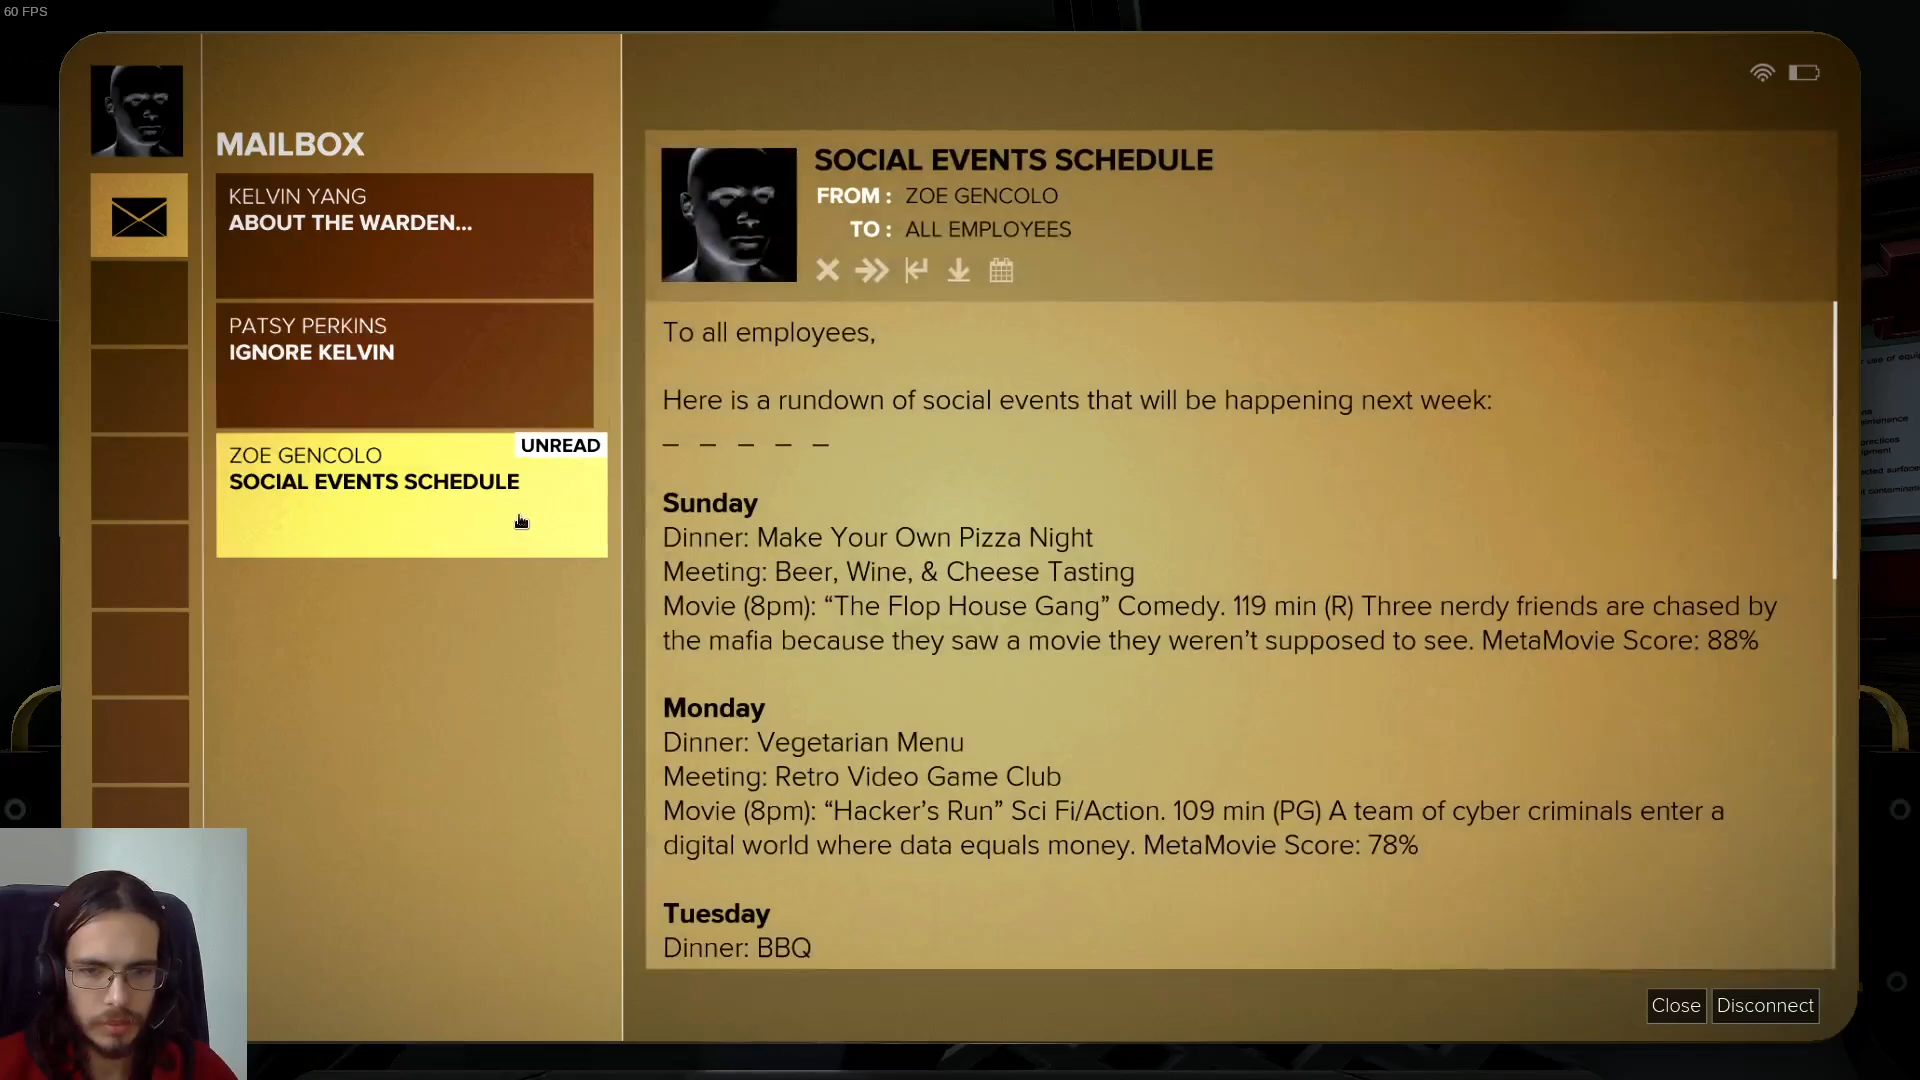 60 FPS
MAILBOX
KELVIN YANG
ABOUT THE WARDEN...
PATSY PERKINS
IGNORE KELVIN
UNREAD
ZOE GENCOLO
SOCIAL EVENTS SCHEDULE
SOCIAL EVENTS SCHEDULE
FROM : ZOE GENCOLO
TO : ALL EMPLOYEES
To all employees,
Here is a rundown of social events that will be happening next week:
— — — — —
Sunday
Dinner: Make Your Own Pizza Night
Meeting: Beer, Wine, & Cheese Tasting
Movie (8pm): “The Flop House Gang” Comedy. 119 min (R) Three nerdy friends are chased by
the mafia because they saw a movie they weren’t supposed to see. MetaMovie Score: 88%
Monday
Dinner: Vegetarian Menu
Meeting: Retro Video Game Club
Movie (8pm): “Hacker’s Run” Sci Fi/Action. 109 min (PG) A team of cyber criminals enter a
digital world where data equals money. MetaMovie Score: 78%
Tuesday
Dinner: BBQ
Close
Disconnect
use of equip